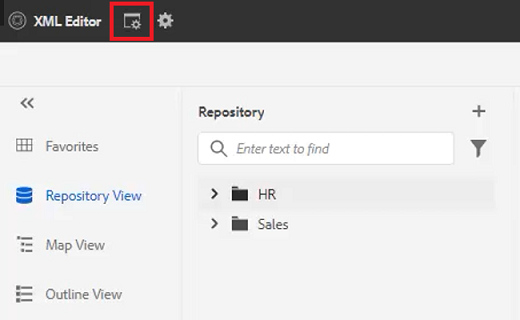 XML Editor
Repository
Enter text to find
Favorites
Repository View
HR
Sales
Map View
Outline View